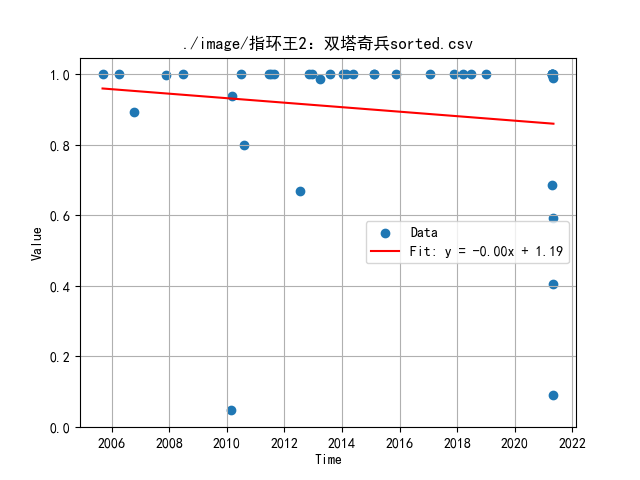 ./image/指环王2：双塔奇兵sorted.csv
1.0
0.8
0.6
0.4
0.2
0.0
Value
Data
Fit: y = -0.00x + 1.19
2006 2008 2010 2012 2014 2016 2018 2020 2022
Time